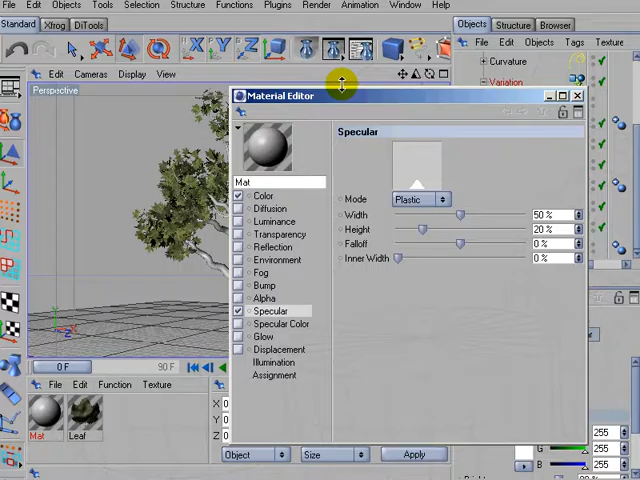 File Edit Objects Tools Selection Structure Functions Plugins Render Animation Window Help
Standard Xfrog DiTools
Objects Structure Browser
File Edit Objects Tags Texture
Edit Cameras Display View
Curvature
Variation
Perspective
Material Editor
Specular
Mat
Color
Diffusion
Luminance
Transparency
Reflection
Environment
Fog
Bump
Alpha
Specular
Specular Color
Glow
Displacement
Illumination
Assignment
Mode Plastic
Width 50 %
Height 20 %
Falloff 0 %
Inner Width 0 %
0 F 90 F
File Edit Function Texture
Mat Leaf
X 0
Y 0
Z 0
Object Size Apply
255
G 255
B 255